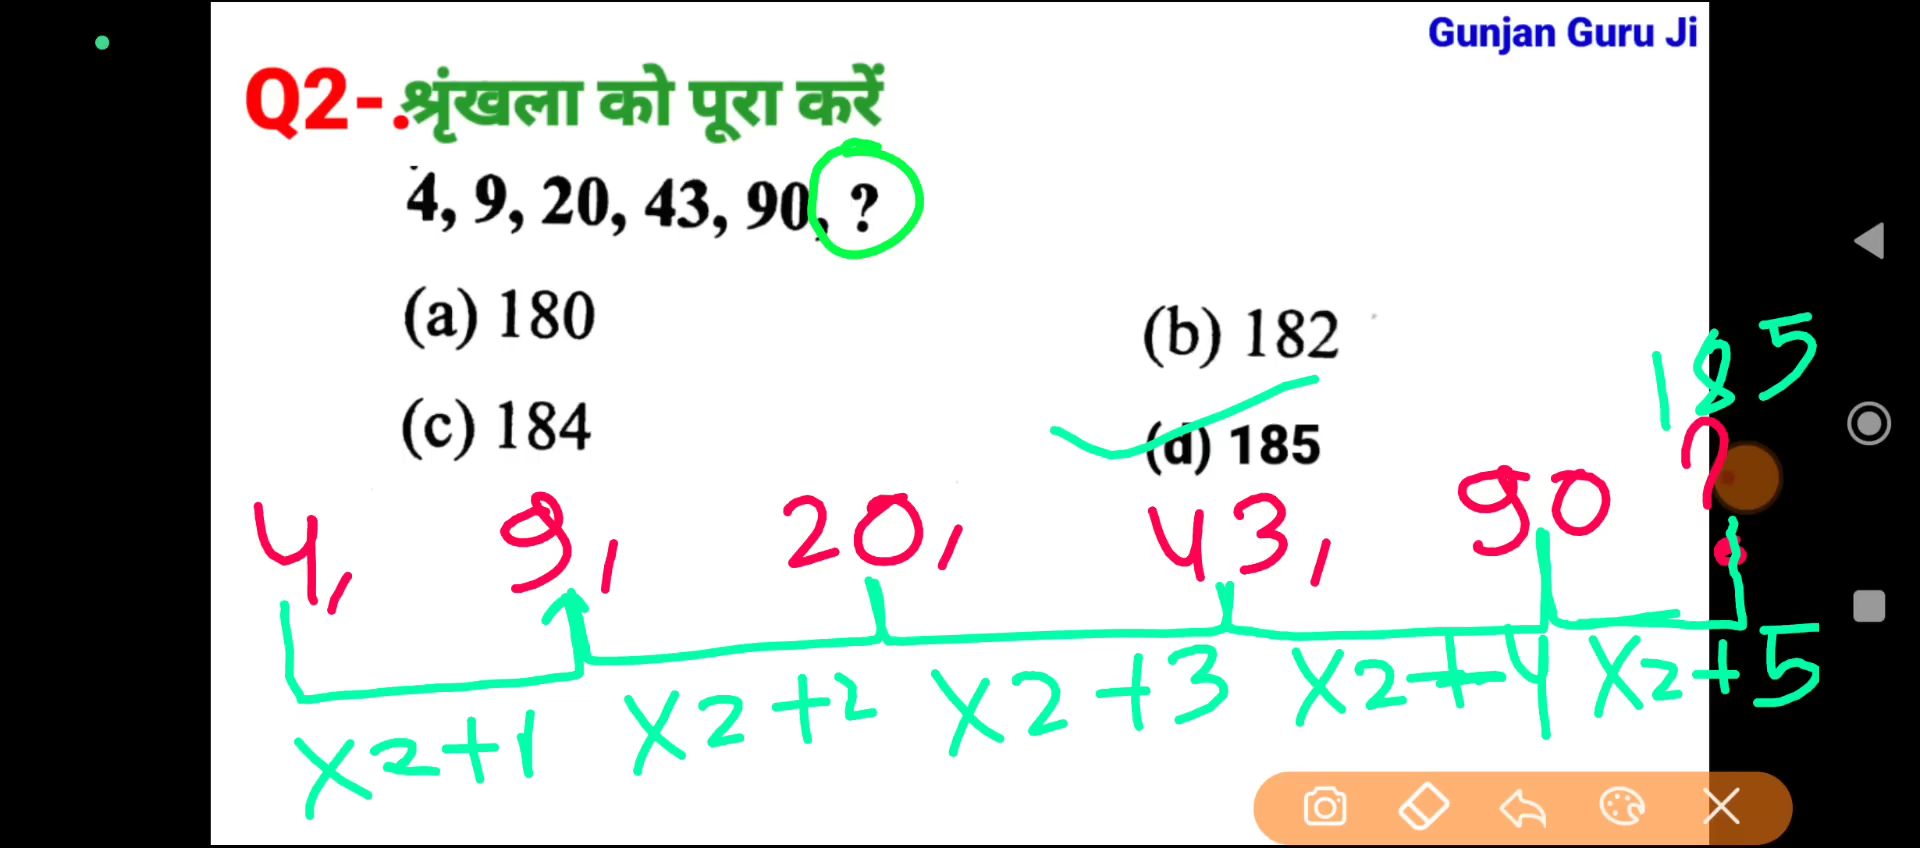 Gunjan Guru Ji
Q2-.श्रृंखला को पूरा करें
4, 9, 20, 43, 90, ?
(a) 180
(b) 182
(c) 184
(d) 185
185
4, 9, 20, 43, 90 ?
X2+1 X2+2 X2+3 X2+4 X2+5